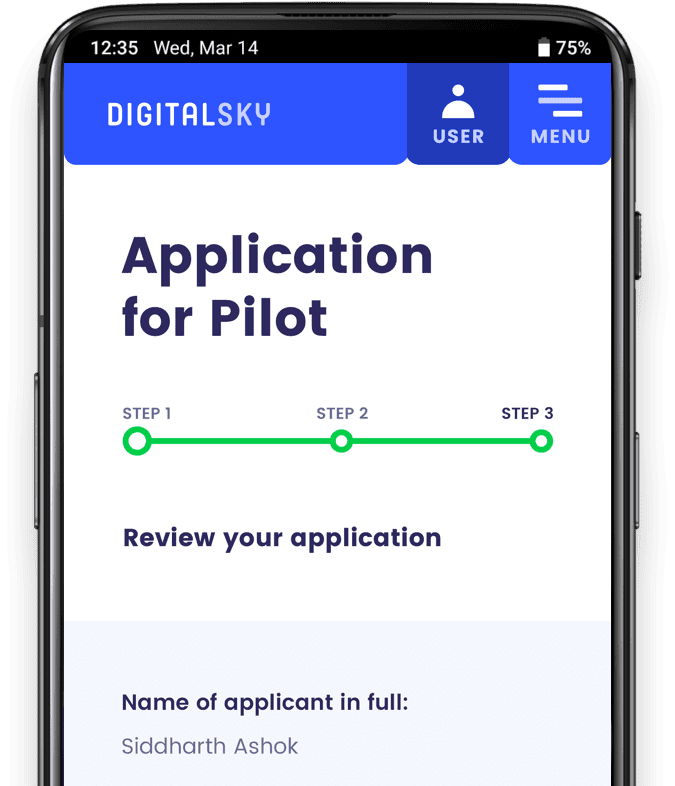 12:35 Wed, Mar 14 75%
DIGITALSKY
USER
MENU
Application
for Pilot
STEP 1 STEP 2 STEP 3
Review your application
Name of applicant in full:
Siddharth Ashok